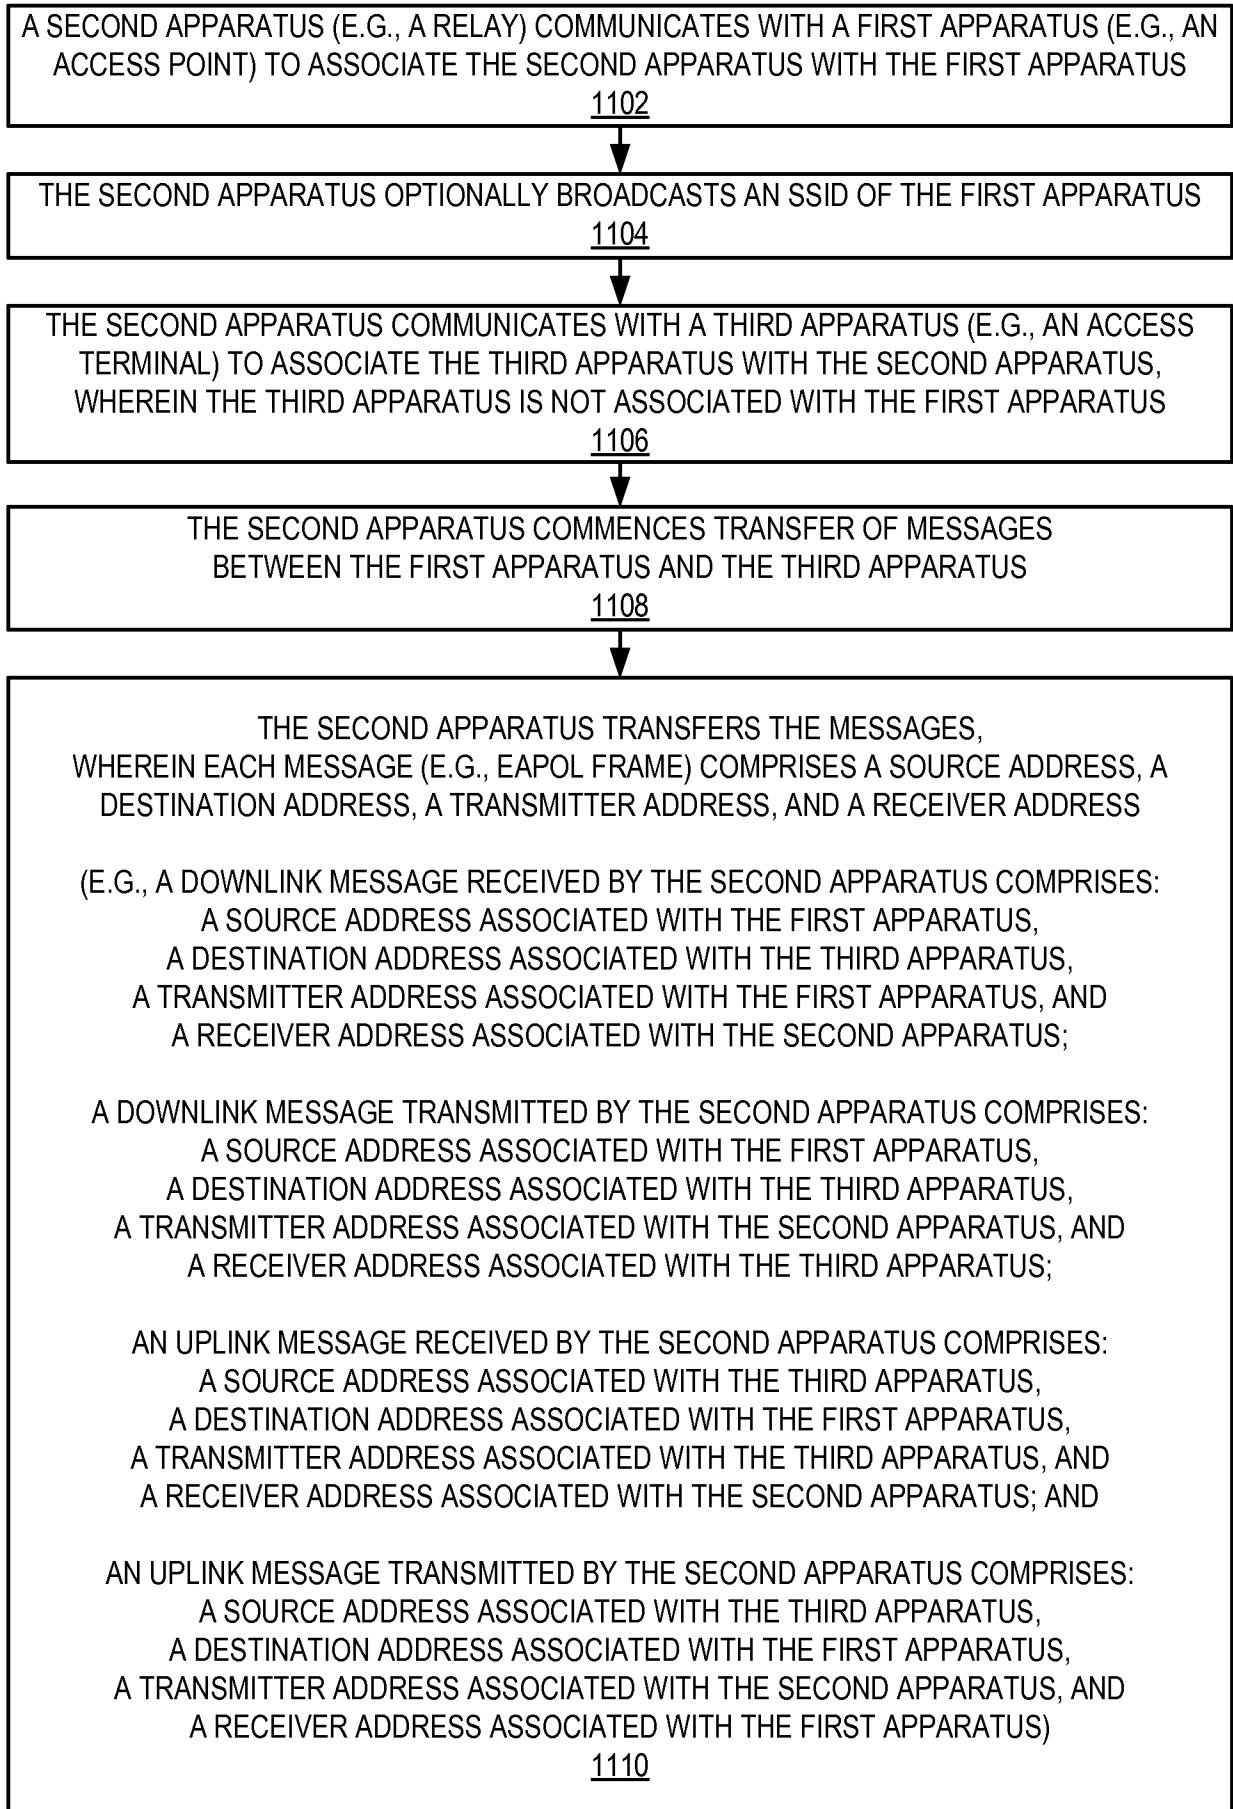 A SECOND APPARATUS (E.G., A RELAY) COMMUNICATES WITH A FIRST APPARATUS (E.G., AN
ACCESS POINT) TO ASSOCIATE THE SECOND APPARATUS WITH THE FIRST APPARATUS
1102
THE SECOND APPARATUS OPTIONALLY BROADCASTS AN SSID OF THE FIRST APPARATUS
1104
THE SECOND APPARATUS COMMUNICATES WITH A THIRD APPARATUS (E.G., AN ACCESS
TERMINAL) TO ASSOCIATE THE THIRD APPARATUS WITH THE SECOND APPARATUS,
WHEREIN THE THIRD APPARATUS IS NOT ASSOCIATED WITH THE FIRST APPARATUS
1106
THE SECOND APPARATUS COMMENCES TRANSFER OF MESSAGES
BETWEEN THE FIRST APPARATUS AND THE THIRD APPARATUS
1108
THE SECOND APPARATUS TRANSFERS THE MESSAGES,
WHEREIN EACH MESSAGE (E.G., EAPOL FRAME) COMPRISES A SOURCE ADDRESS, A
DESTINATION ADDRESS, A TRANSMITTER ADDRESS, AND A RECEIVER ADDRESS
(E.G., A DOWNLINK MESSAGE RECEIVED BY THE SECOND APPARATUS COMPRISES:
A SOURCE ADDRESS ASSOCIATED WITH THE FIRST APPARATUS,
A DESTINATION ADDRESS ASSOCIATED WITH THE THIRD APPARATUS,
A TRANSMITTER ADDRESS ASSOCIATED WITH THE FIRST APPARATUS, AND
A RECEIVER ADDRESS ASSOCIATED WITH THE SECOND APPARATUS;
A DOWNLINK MESSAGE TRANSMITTED BY THE SECOND APPARATUS COMPRISES:
A SOURCE ADDRESS ASSOCIATED WITH THE FIRST APPARATUS,
A DESTINATION ADDRESS ASSOCIATED WITH THE THIRD APPARATUS,
A TRANSMITTER ADDRESS ASSOCIATED WITH THE SECOND APPARATUS, AND
A RECEIVER ADDRESS ASSOCIATED WITH THE THIRD APPARATUS;
AN UPLINK MESSAGE RECEIVED BY THE SECOND APPARATUS COMPRISES:
A SOURCE ADDRESS ASSOCIATED WITH THE THIRD APPARATUS,
A DESTINATION ADDRESS ASSOCIATED WITH THE FIRST APPARATUS,
A TRANSMITTER ADDRESS ASSOCIATED WITH THE THIRD APPARATUS, AND
A RECEIVER ADDRESS ASSOCIATED WITH THE SECOND APPARATUS; AND
AN UPLINK MESSAGE TRANSMITTED BY THE SECOND APPARATUS COMPRISES:
A SOURCE ADDRESS ASSOCIATED WITH THE THIRD APPARATUS,
A DESTINATION ADDRESS ASSOCIATED WITH THE FIRST APPARATUS,
A TRANSMITTER ADDRESS ASSOCIATED WITH THE SECOND APPARATUS, AND
A RECEIVER ADDRESS ASSOCIATED WITH THE FIRST APPARATUS)
1110